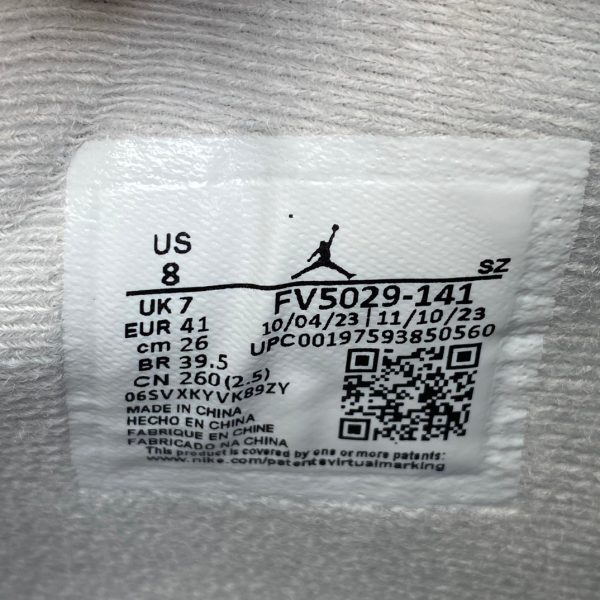 US
8
SZ
UK 7
FV5029-141
EUR 41
10/04/23 | 11/10/23
cm 26
UPC00197593850560
BR 39.5
CN 260 (2.5)
06SVXKYVK89ZY
MADE IN CHINA
HECHO EN CHINA
FABRIQUE EN CHINE
FABRICADO NA CHINA
This product is covered by one or more patents:
www.nike.com/patentsvirtualmarking